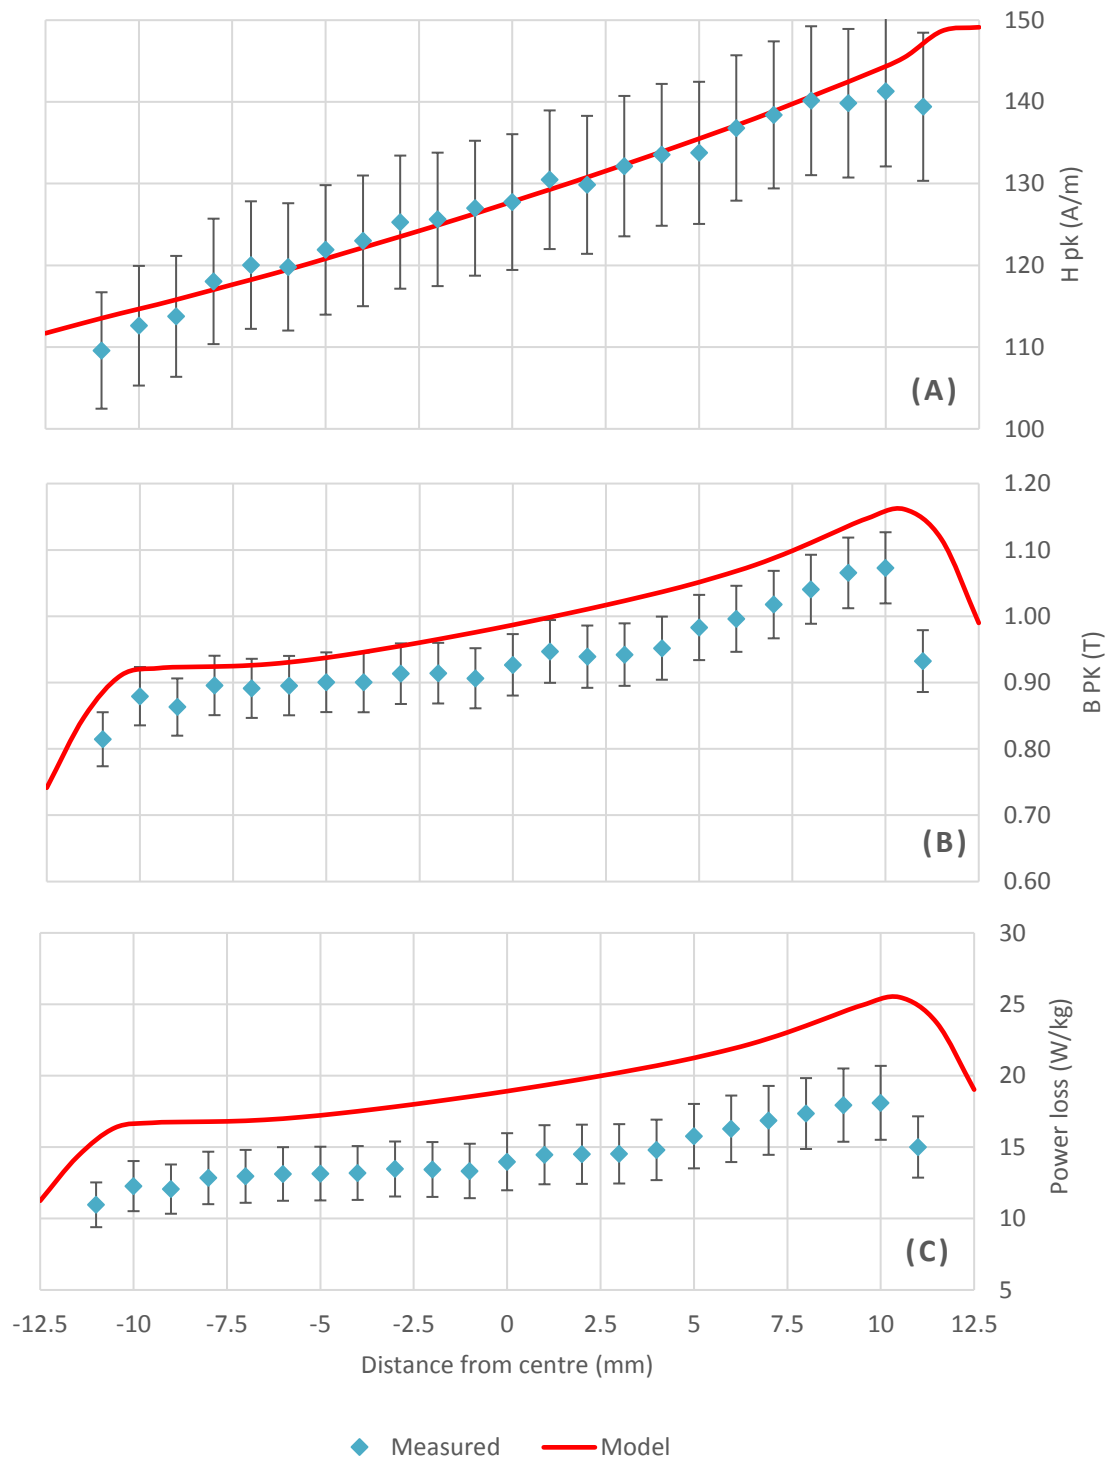 150
140
130
120
110
100
H pk (A/m)
(A)
1.20
1.10
1.00
0.90
0.80
0.70
0.60
B PK (T)
(B)
30
25
20
15
10
5
Power loss (W/kg)
(C)
-12.5 -10 -7.5 -5 -2.5 0 2.5 5 7.5 10 12.5
Distance from centre (mm)
Measured Model